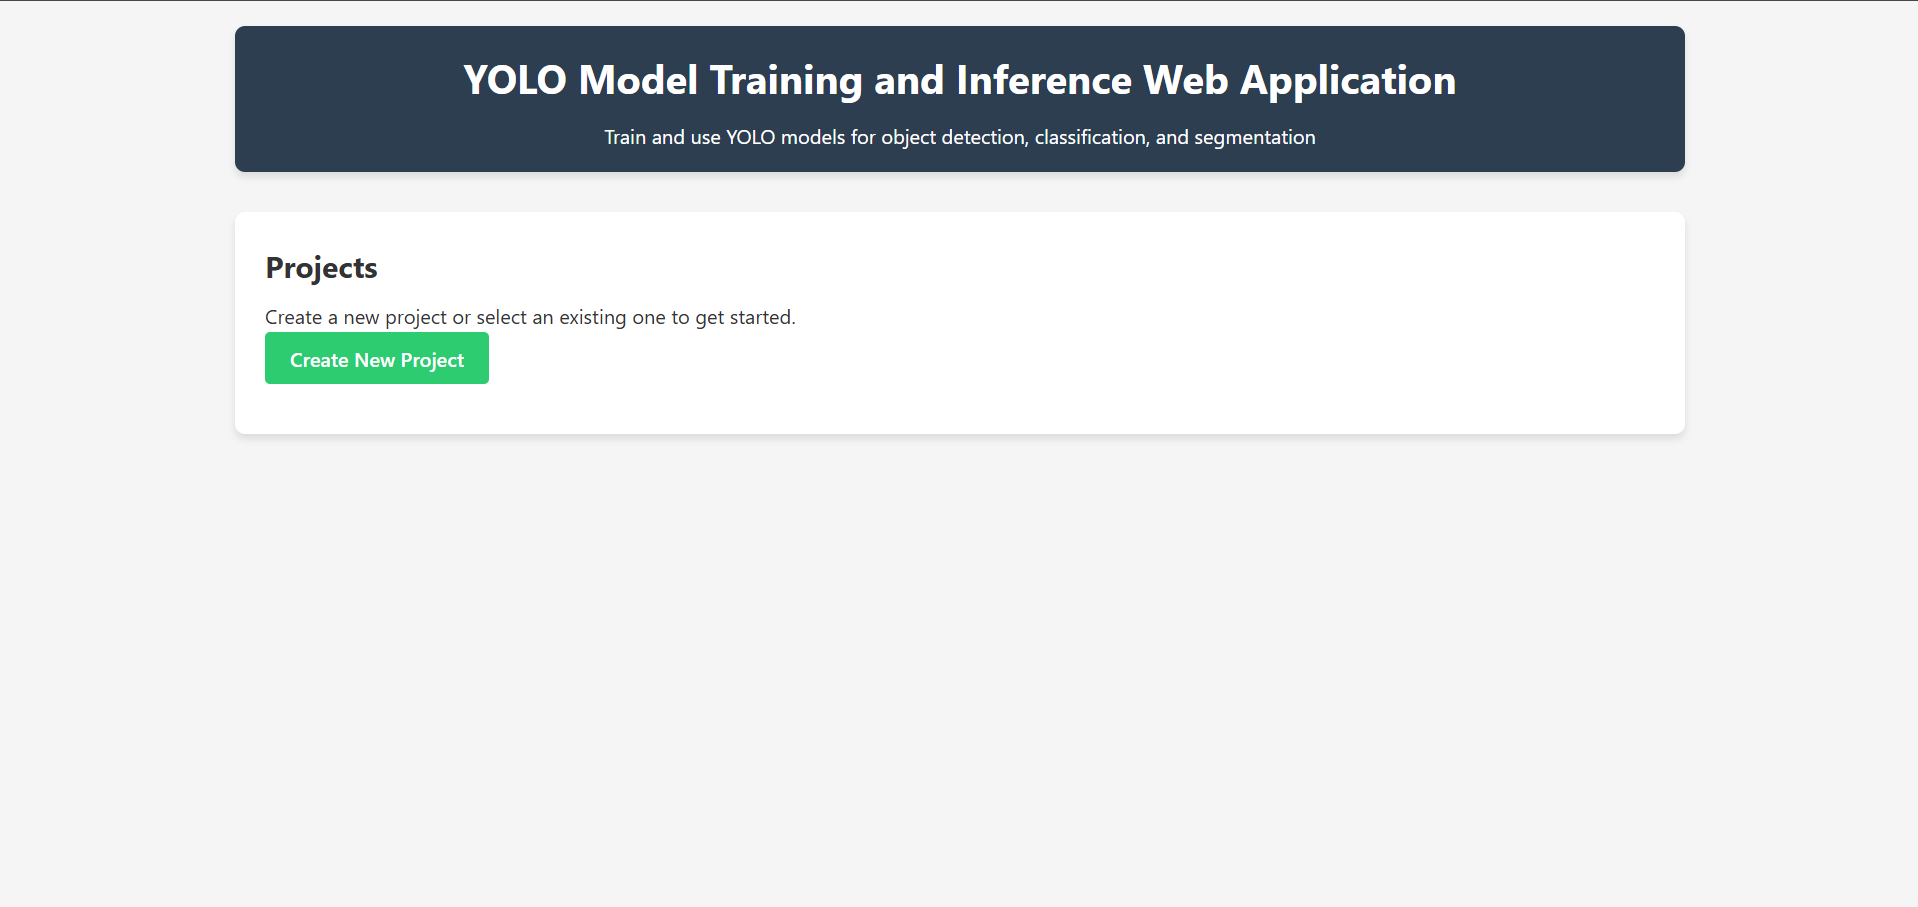 YOLO Model Training and Inference Web Application
Train and use YOLO models for object detection, classification, and segmentation
Projects
Create a new project or select an existing one to get started.
Create New Project